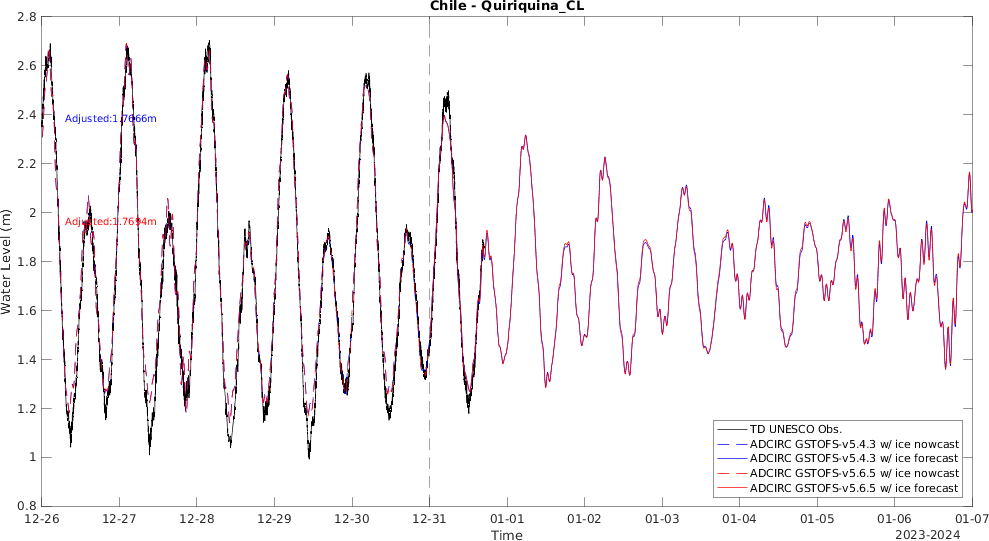 Chile - Quiriquina_CL
2.8
2.6
2.4
2.2
2
1.8
1.6
1.4
1.2
1
0.8
Water Level (m)
Adjusted:1.7666m
Adjusted:1.7694m
TD UNESCO Obs.
ADCIRC GSTOFS-v5.4.3 w/ ice nowcast
ADCIRC GSTOFS-v5.4.3 w/ ice forecast
ADCIRC GSTOFS-v5.6.5 w/ ice nowcast
ADCIRC GSTOFS-v5.6.5 w/ ice forecast
12-26 12-27 12-28 12-29 12-30 12-31 01-01 01-02 01-03 01-04 01-05 01-06 01-07
Time
2023-2024